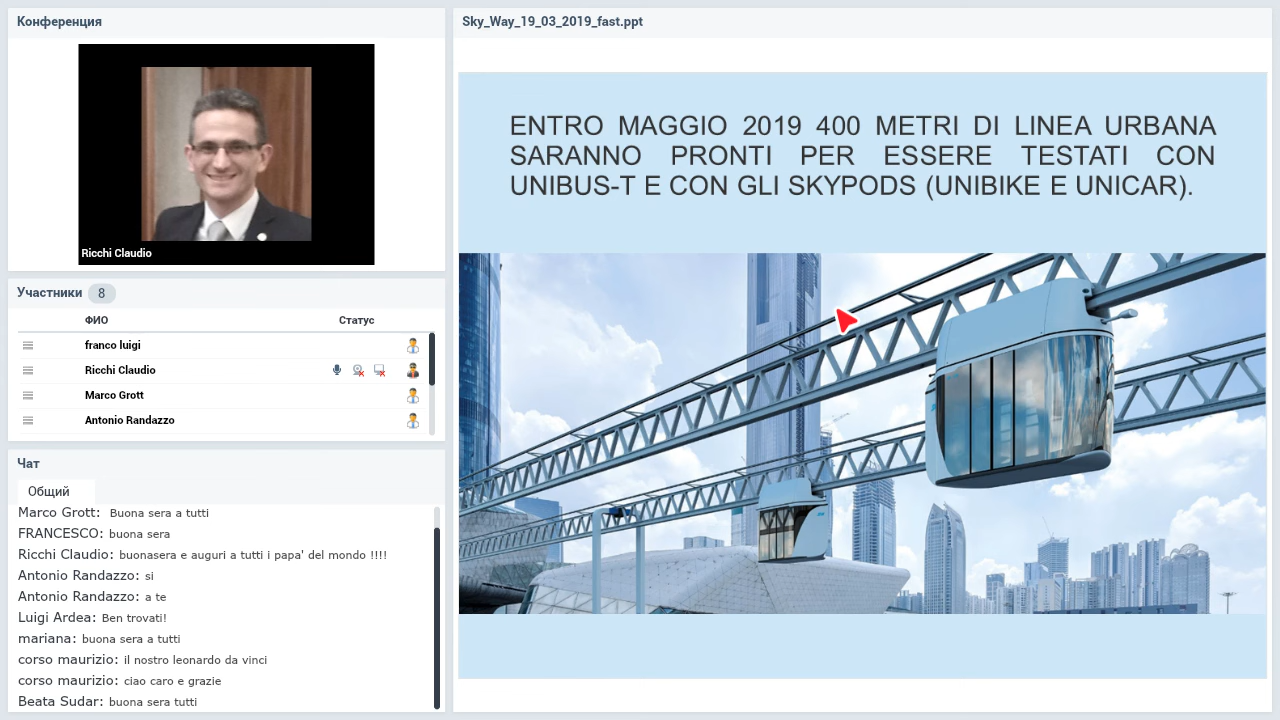 Конференция
Ricchi Claudio
Участники 8
ФИО Статус
franco luigi
Ricchi Claudio
Marco Grott
Antonio Randazzo
Чат
Общий
Marco Grott: Buona sera a tutti
FRANCESCO: buona sera
Ricchi Claudio: buonasera e auguri a tutti i papa' del mondo !!!!
Antonio Randazzo: si
Antonio Randazzo: a te
Luigi Ardea: Ben trovati!
mariana: buona sera a tutti
corso maurizio: il nostro leonardo da vinci
corso maurizio: ciao caro e grazie
Beata Sudar: buona sera tutti
Sky_Way_19_03_2019_fast.ppt
ENTRO MAGGIO 2019 400 METRI DI LINEA URBANA
SARANNO PRONTI PER ESSERE TESTATI CON
UNIBUS-T E CON GLI SKYPODS (UNIBIKE E UNICAR).